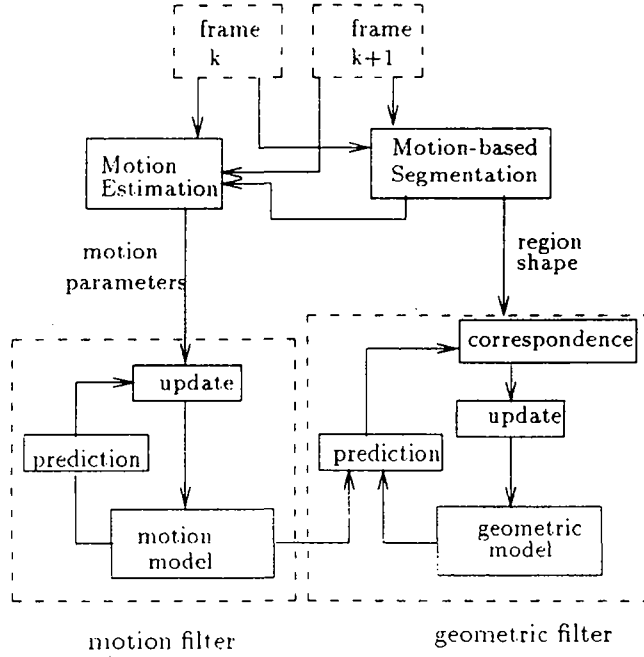 frame
k
frame
k+1
Motion
Estimation
Motion-based
Segmentation
motion
parameters
region
shape
correspondence
update
update
prediction
prediction
motion
model
geometric
model
motion filter
geometric filter